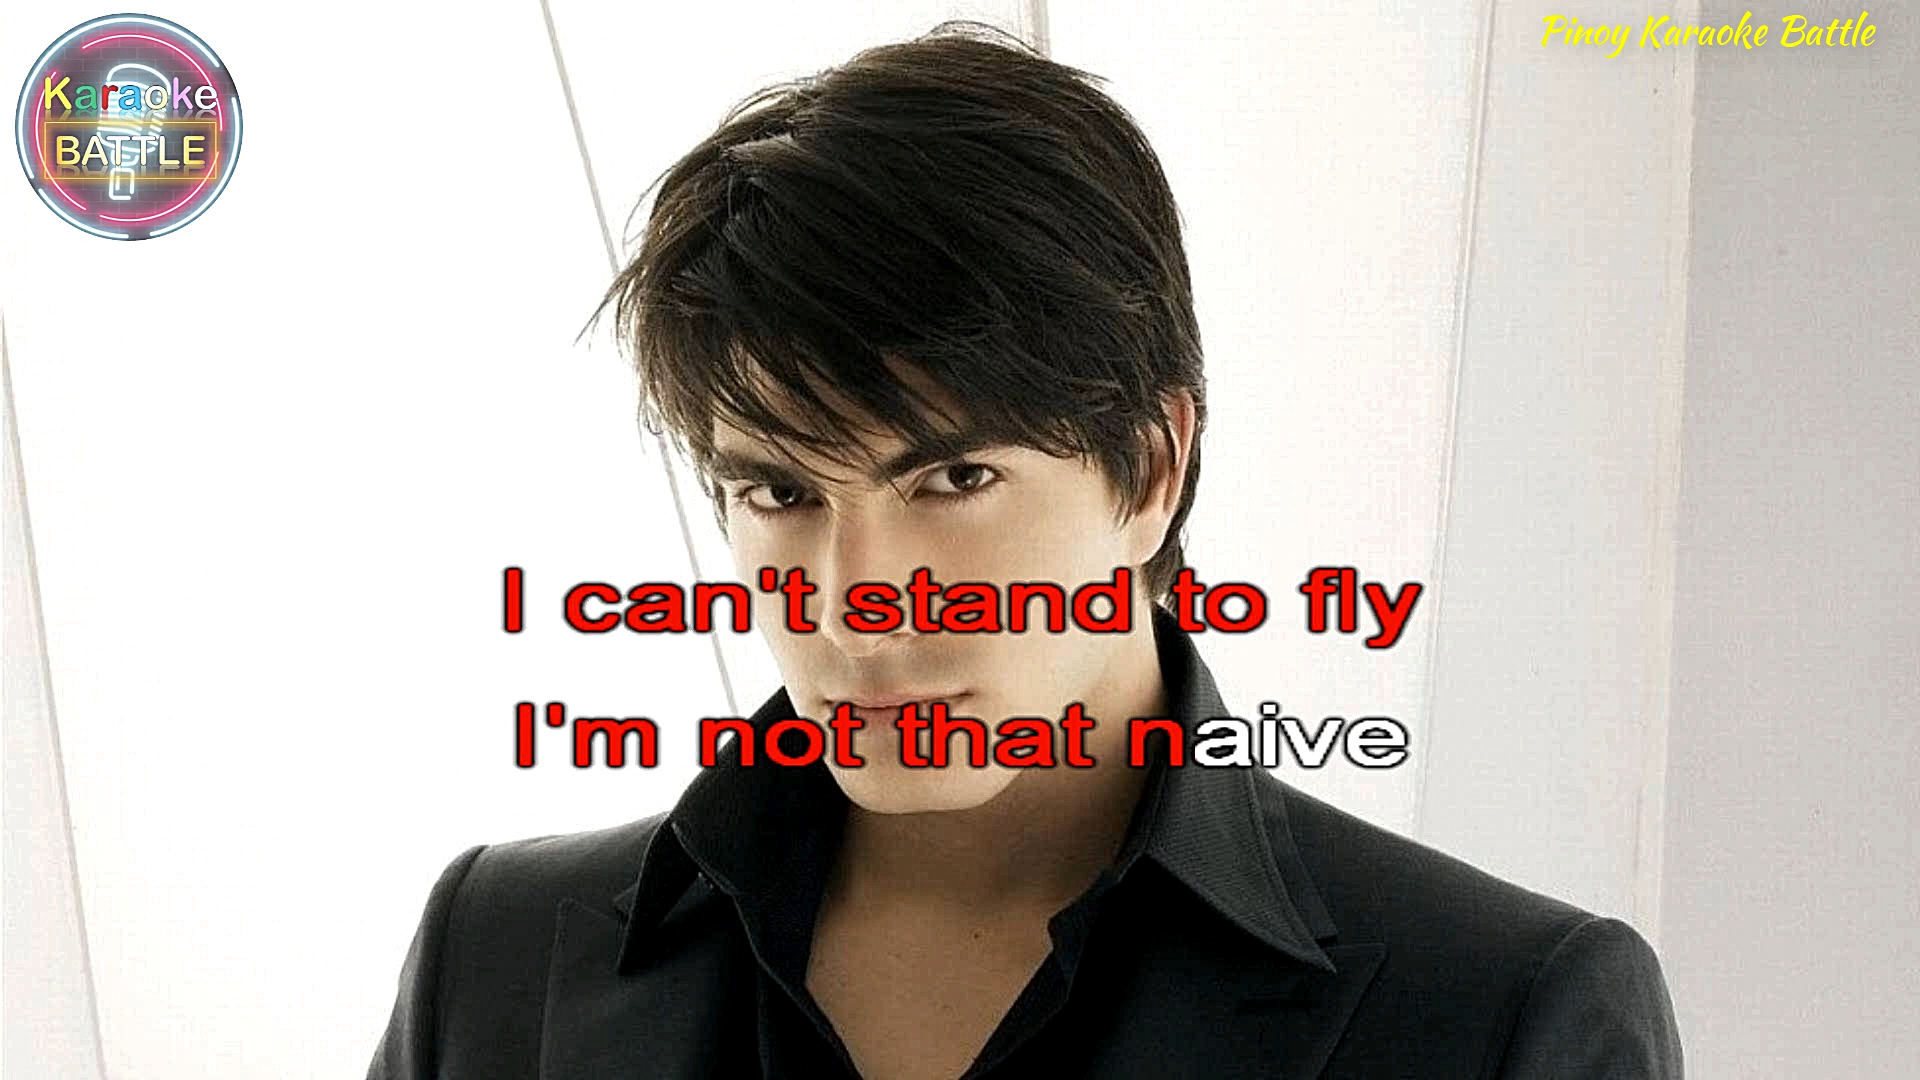 Karaoke
BATTLE
Pinoy Karaoke Battle
I can't stand to fly
I'm not that naive